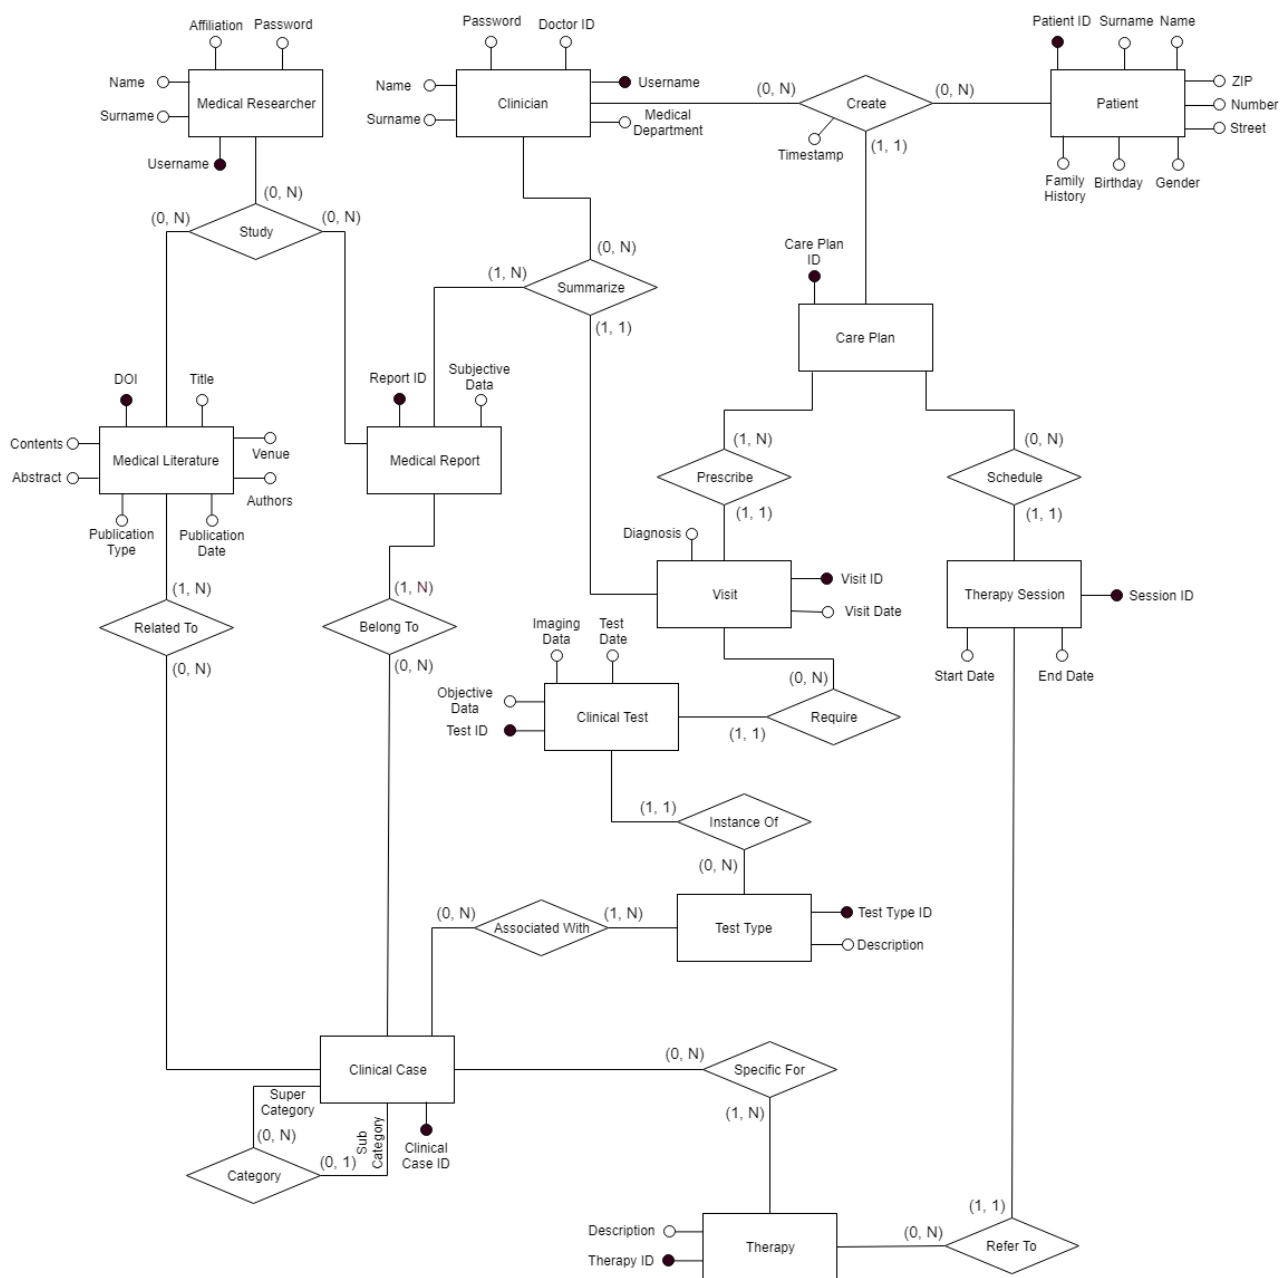 Affiliation
Password
Name
Medical Researcher
Surname
Username
Password
Doctor ID
Name
Clinician
Username
Surname
Medical
Department
(0, N)
Create
(0, N)
Timestamp
(1, 1)
Patient ID
Surname
Name
Patient
ZIP
Number
Street
Family
History
Birthday
Gender
(0, N)
(0, N)
Study
(0, N)
(0, N)
(1, N)
Summarize
(1, 1)
Care Plan
ID
Care Plan
DOI
Title
Contents
Medical Literature
Venue
Abstract
Authors
Publication
Type
Publication
Date
Report ID
Subjective
Data
Medical Report
(1, N)
Prescribe
(1, 1)
(0, N)
Schedule
(1, 1)
Diagnosis
Visit
Visit ID
Visit Date
Therapy Session
Session ID
Start Date
End Date
(1, N)
Related To
(0, N)
(1, N)
Belong To
(0, N)
Imaging
Data
Test
Date
Objective
Data
Clinical Test
Test ID
(0, N)
Require
(1, 1)
(1, 1)
Instance Of
(0, N)
(0, N)
Associated With
(1, N)
Test Type
Test Type ID
Description
Clinical Case
Super
Category
Sub
Category
Clinical
Case ID
(0, N)
Category
(0, 1)
(0, N)
Specific For
(1, N)
Description
Therapy ID
Therapy
(0, N)
(1, 1)
Refer To